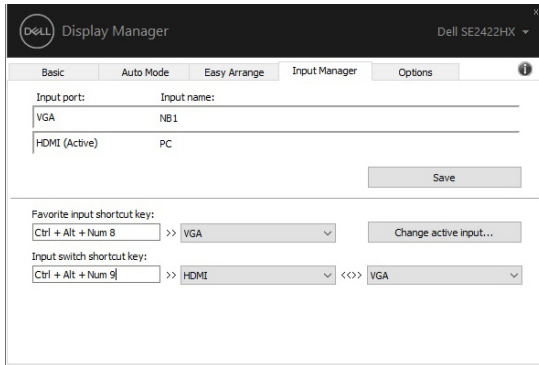 DELL Display Manager
Dell SE2422HX
x
Basic Auto Mode Easy Arrange Input Manager Options i
Input port: Input name:
VGA NB1
HDMI (Active) PC
Save
Favorite input shortcut key:
Ctrl + Alt + Num 8 >> VGA Change active input...
Input switch shortcut key:
Ctrl + Alt + Num 9 >> HDMI <<>> VGA